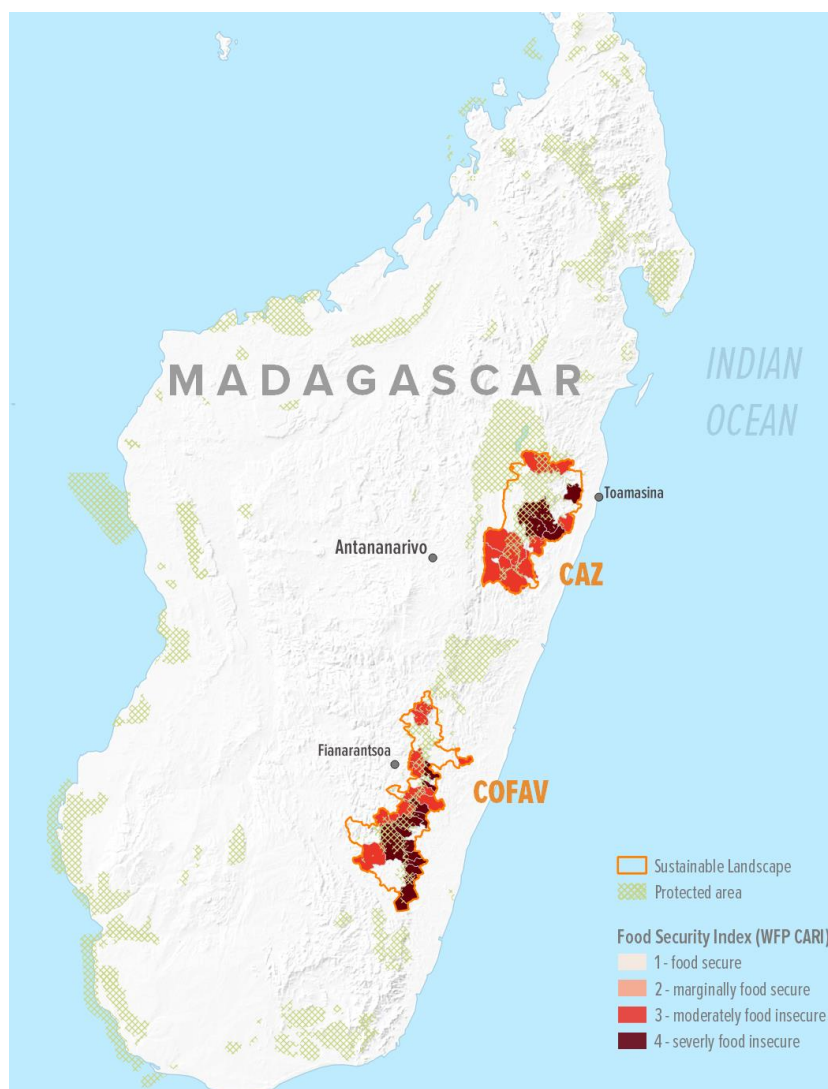 MADAGASCAR
INDIAN
OCEAN
Toamasina
Antananarivo
CAZ
Fianarantsoa
COFAV
Sustainable Landscape
Protected area
Food Security Index (WFP CARI)
1 - food secure
2 - marginally food secure
3 - moderately food insecure
4 - severly food insecure